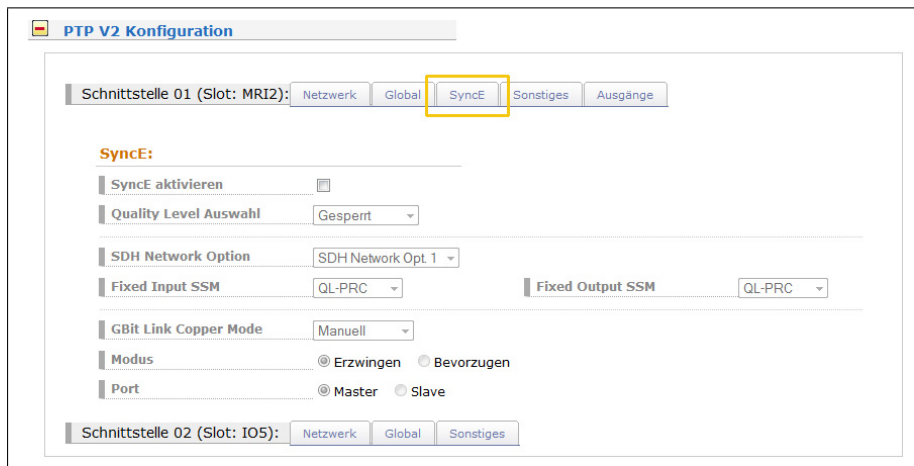 PTP V2 Konfiguration
Schnittstelle 01 (Slot: MRI2): Netzwerk Global SyncE Sonstiges Ausgänge
SyncE:
SyncE aktivieren
Quality Level Auswahl Gesperrt
SDH Network Option SDH Network Opt. 1
Fixed Input SSM QL-PRC Fixed Output SSM QL-PRC
GBit Link Copper Mode Manuell
Modus Erzwingen Bevorzugen
Port Master Slave
Schnittstelle 02 (Slot: IO5): Netzwerk Global Sonstiges